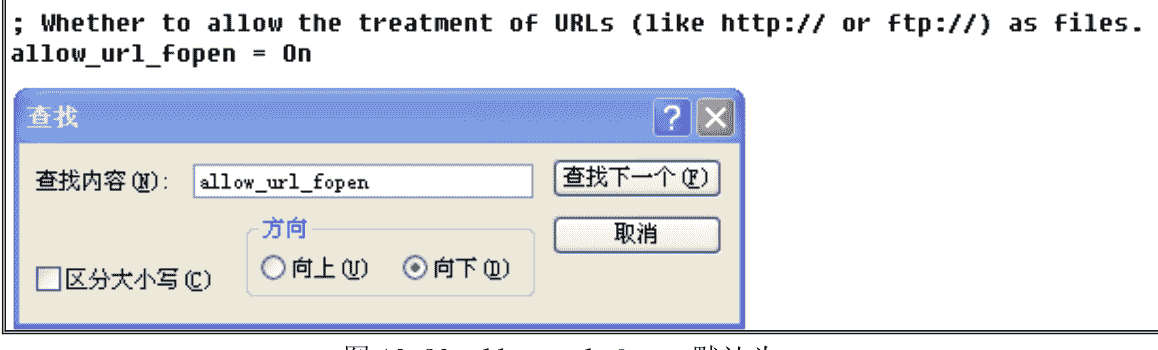 ; Whether to allow the treatment of URLs (like http:// or ftp://) as files.
allow_url_fopen = On
查找
查找内容(N): allow_url_fopen 查找下一个(F)
方向
取消
区分大小写(C) 向上(U) 向下(D)